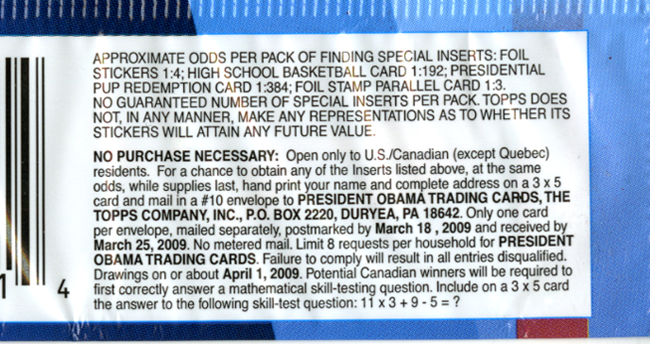 APPROXIMATE ODDS PER PACK OF FINDING SPECIAL INSERTS: FOIL
STICKERS 1:4; HIGH SCHOOL BASKETBALL CARD 1:192; PRESIDENTIAL
PUP REDEMPTION CARD 1:384; FOIL STAMP PARALLEL CARD 1:3.
NO GUARANTEED NUMBER OF SPECIAL INSERTS PER PACK. TOPPS DOES
NOT, IN ANY MANNER, MAKE ANY REPRESENTATIONS AS TO WHETHER ITS
STICKERS WILL ATTAIN ANY FUTURE VALUE.
NO PURCHASE NECESSARY: Open only to U.S./Canadian (except Quebec)
residents. For a chance to obtain any of the Inserts listed above, at the same
odds, while supplies last, hand print your name and complete address on a 3 x 5
card and mail in a #10 envelope to PRESIDENT OBAMA TRADING CARDS, THE
TOPPS COMPANY, INC., P.O. BOX 2220, DURYEA, PA 18642. Only one card
per envelope, mailed separately, postmarked by March 18 , 2009 and received by
March 25, 2009. No metered mail. Limit 8 requests per household for PRESIDENT
OBAMA TRADING CARDS. Failure to comply will result in all entries disqualified.
Drawings on or about April 1, 2009. Potential Canadian winners will be required to
first correctly answer a mathematical skill-testing question. Include on a 3 x 5 card
the answer to the following skill-test question: 11 x 3 + 9 - 5 = ?
1 4